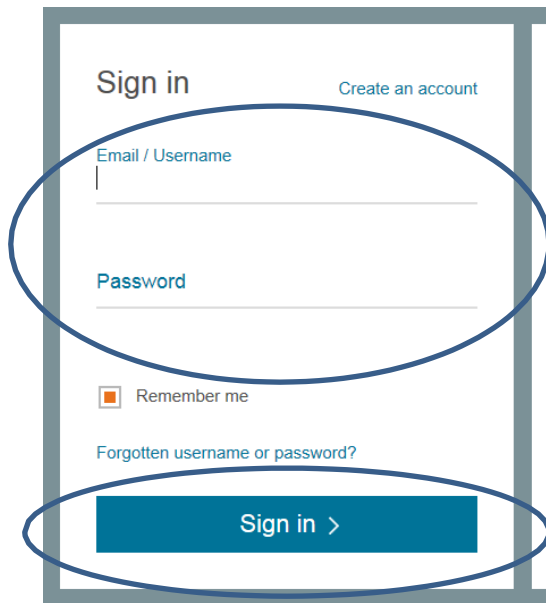 Sign in
Create an account
Email / Username
Password
Remember me
Forgotten username or password?
Sign in >